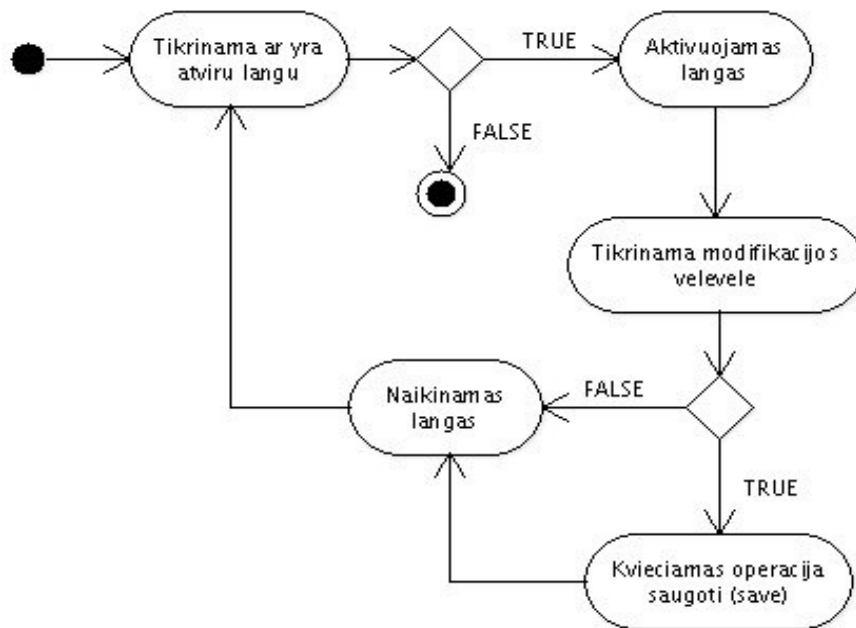 Tikrinama ar yra
atviru langu
TRUE
Aktivuojamas
langas
FALSE
Tikrinama modifikacijos
velevele
FALSE
Naikinamas
langas
TRUE
Kvieciamas operacija
saugoti (save)